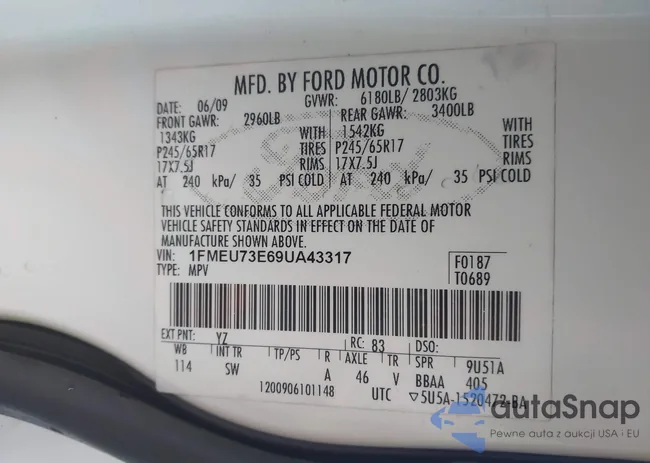 MFD. BY FORD MOTOR CO.
DATE: 06/09 GVWR: 6180LB/ 2803KG
FRONT GAWR: 2960LB REAR GAWR: 3400LB
1343KG WITH 1542KG WITH
P245/65R17 TIRES P245/65R17 TIRES
17X7.5J RIMS 17X7.5J RIMS
AT 240 kPa/ 35 PSI COLD AT 240 kPa/ 35 PSI COLD
THIS VEHICLE CONFORMS TO ALL APPLICABLE FEDERAL MOTOR
VEHICLE SAFETY STANDARDS IN EFFECT ON THE DATE OF
MANUFACTURE SHOWN ABOVE.
VIN: 1FMEU73E69UA43317 F0187
TYPE: MPV T0689
EXT PNT: YZ RC: 83 DSO:
WB INT TR TP/PS R AXLE TR SPR 9U51A
114 SW A 46 V BBAA 405
1200906101148 UTC ▽5U5A-1520472-BA
autaSnap
Pewne auta z aukcji USA i EU